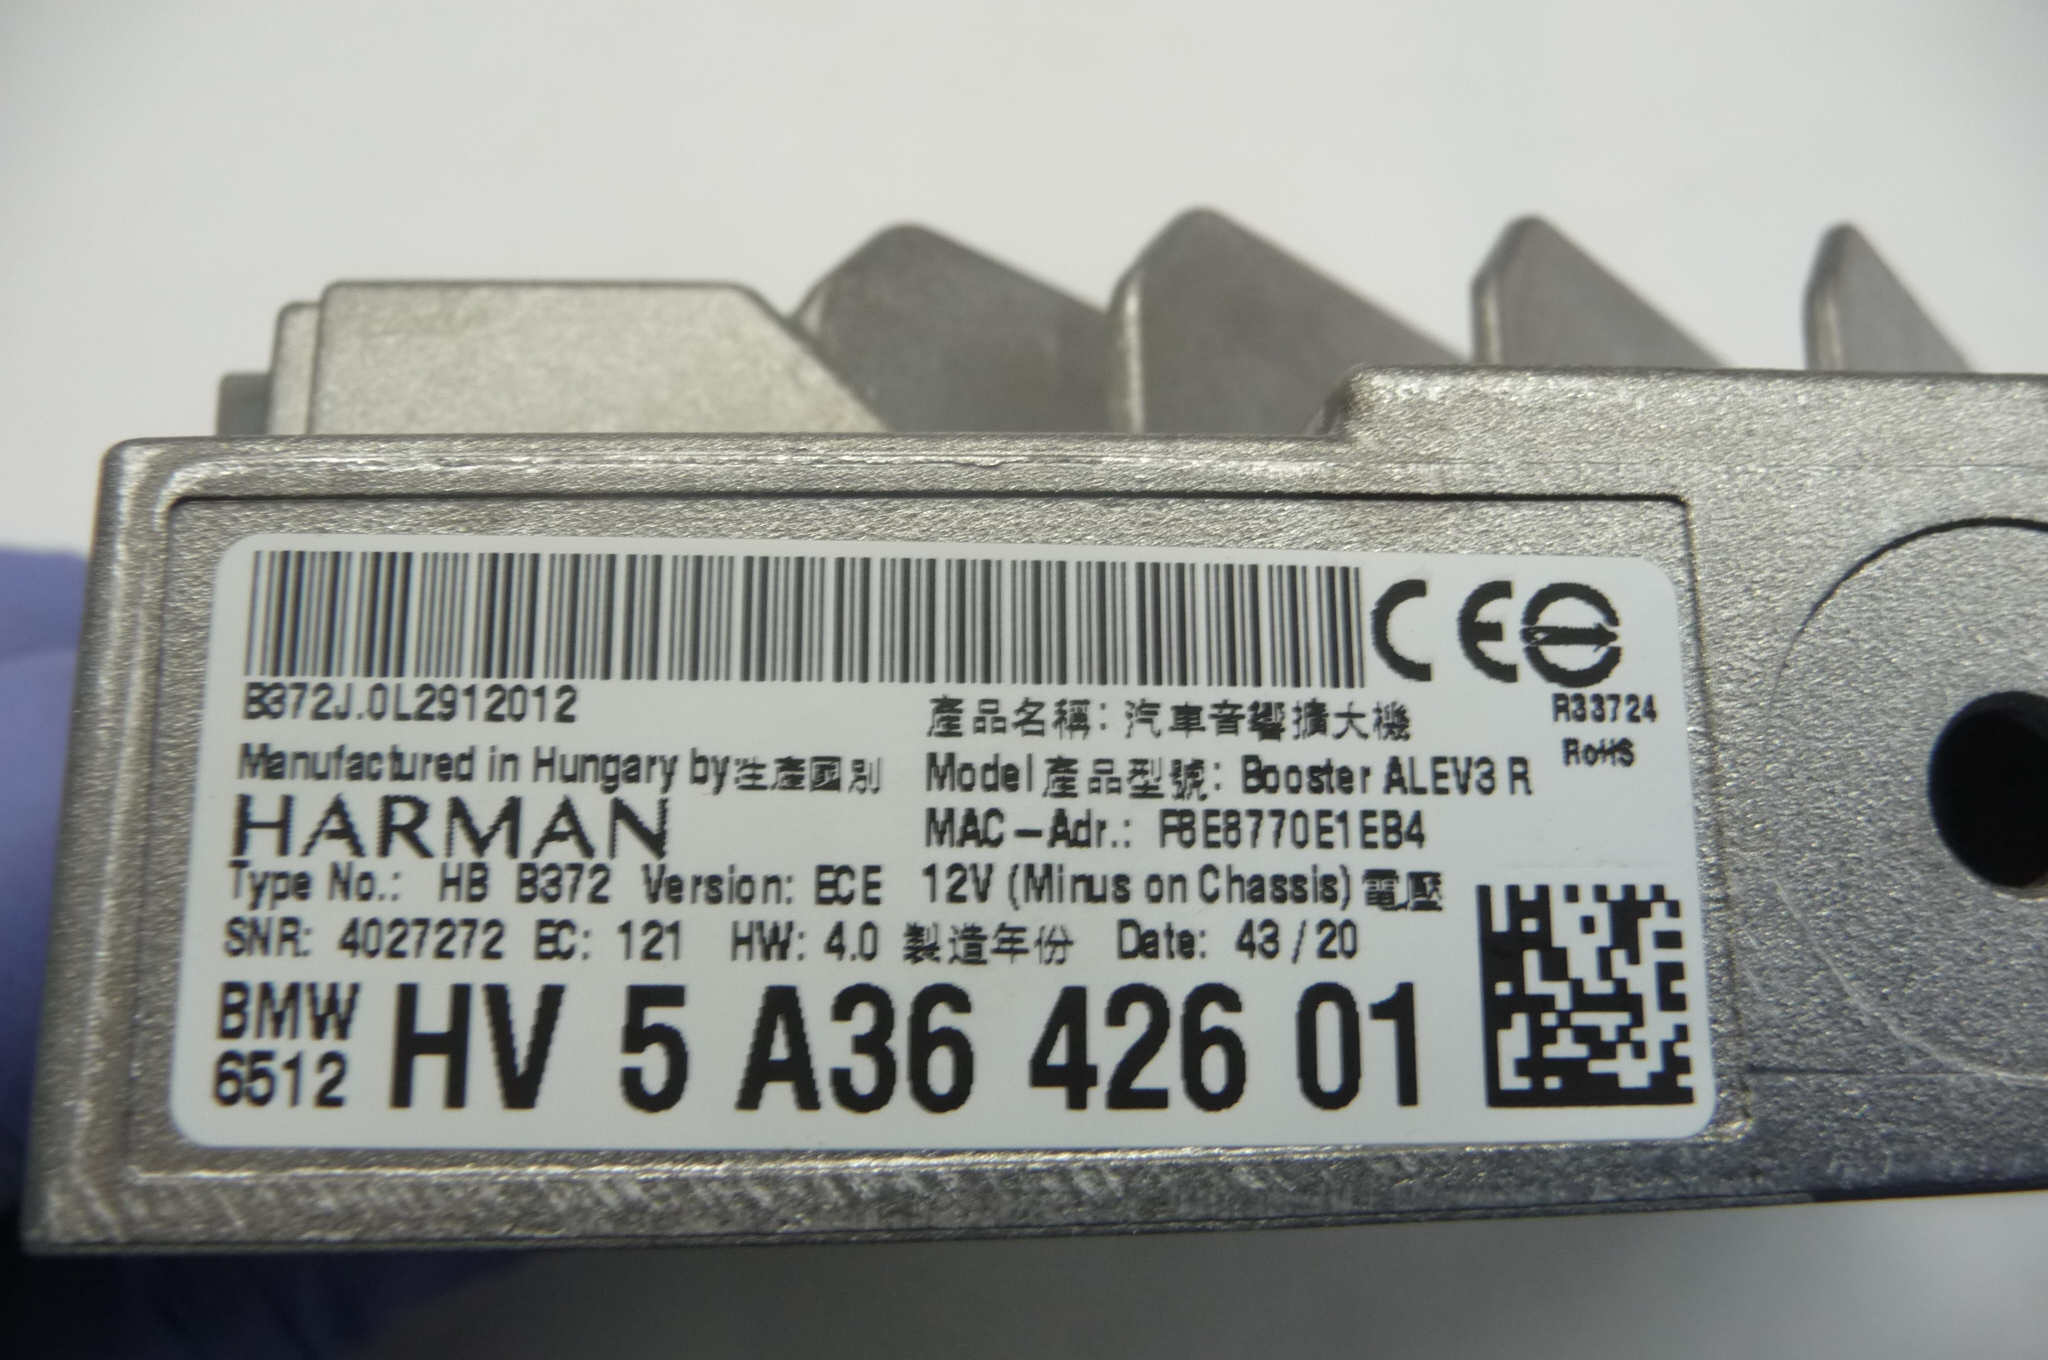 CE
B372J.0L2912012
產品名稱: 汽車音響擴大機
R33724
RoHS
Manufactured in Hungary by 生產國別
Model 產品型號: Booster ALEV3 R
HARMAN
MAC-Adr.: F8E8770E1EB4
Type No.: HB B372 Version: ECE 12V (Minus on Chassis) 電壓
SNR: 4027272 EC: 121 HW: 4.0 製造年份 Date: 43/20
BMW
6512
HV 5 A36 426 01